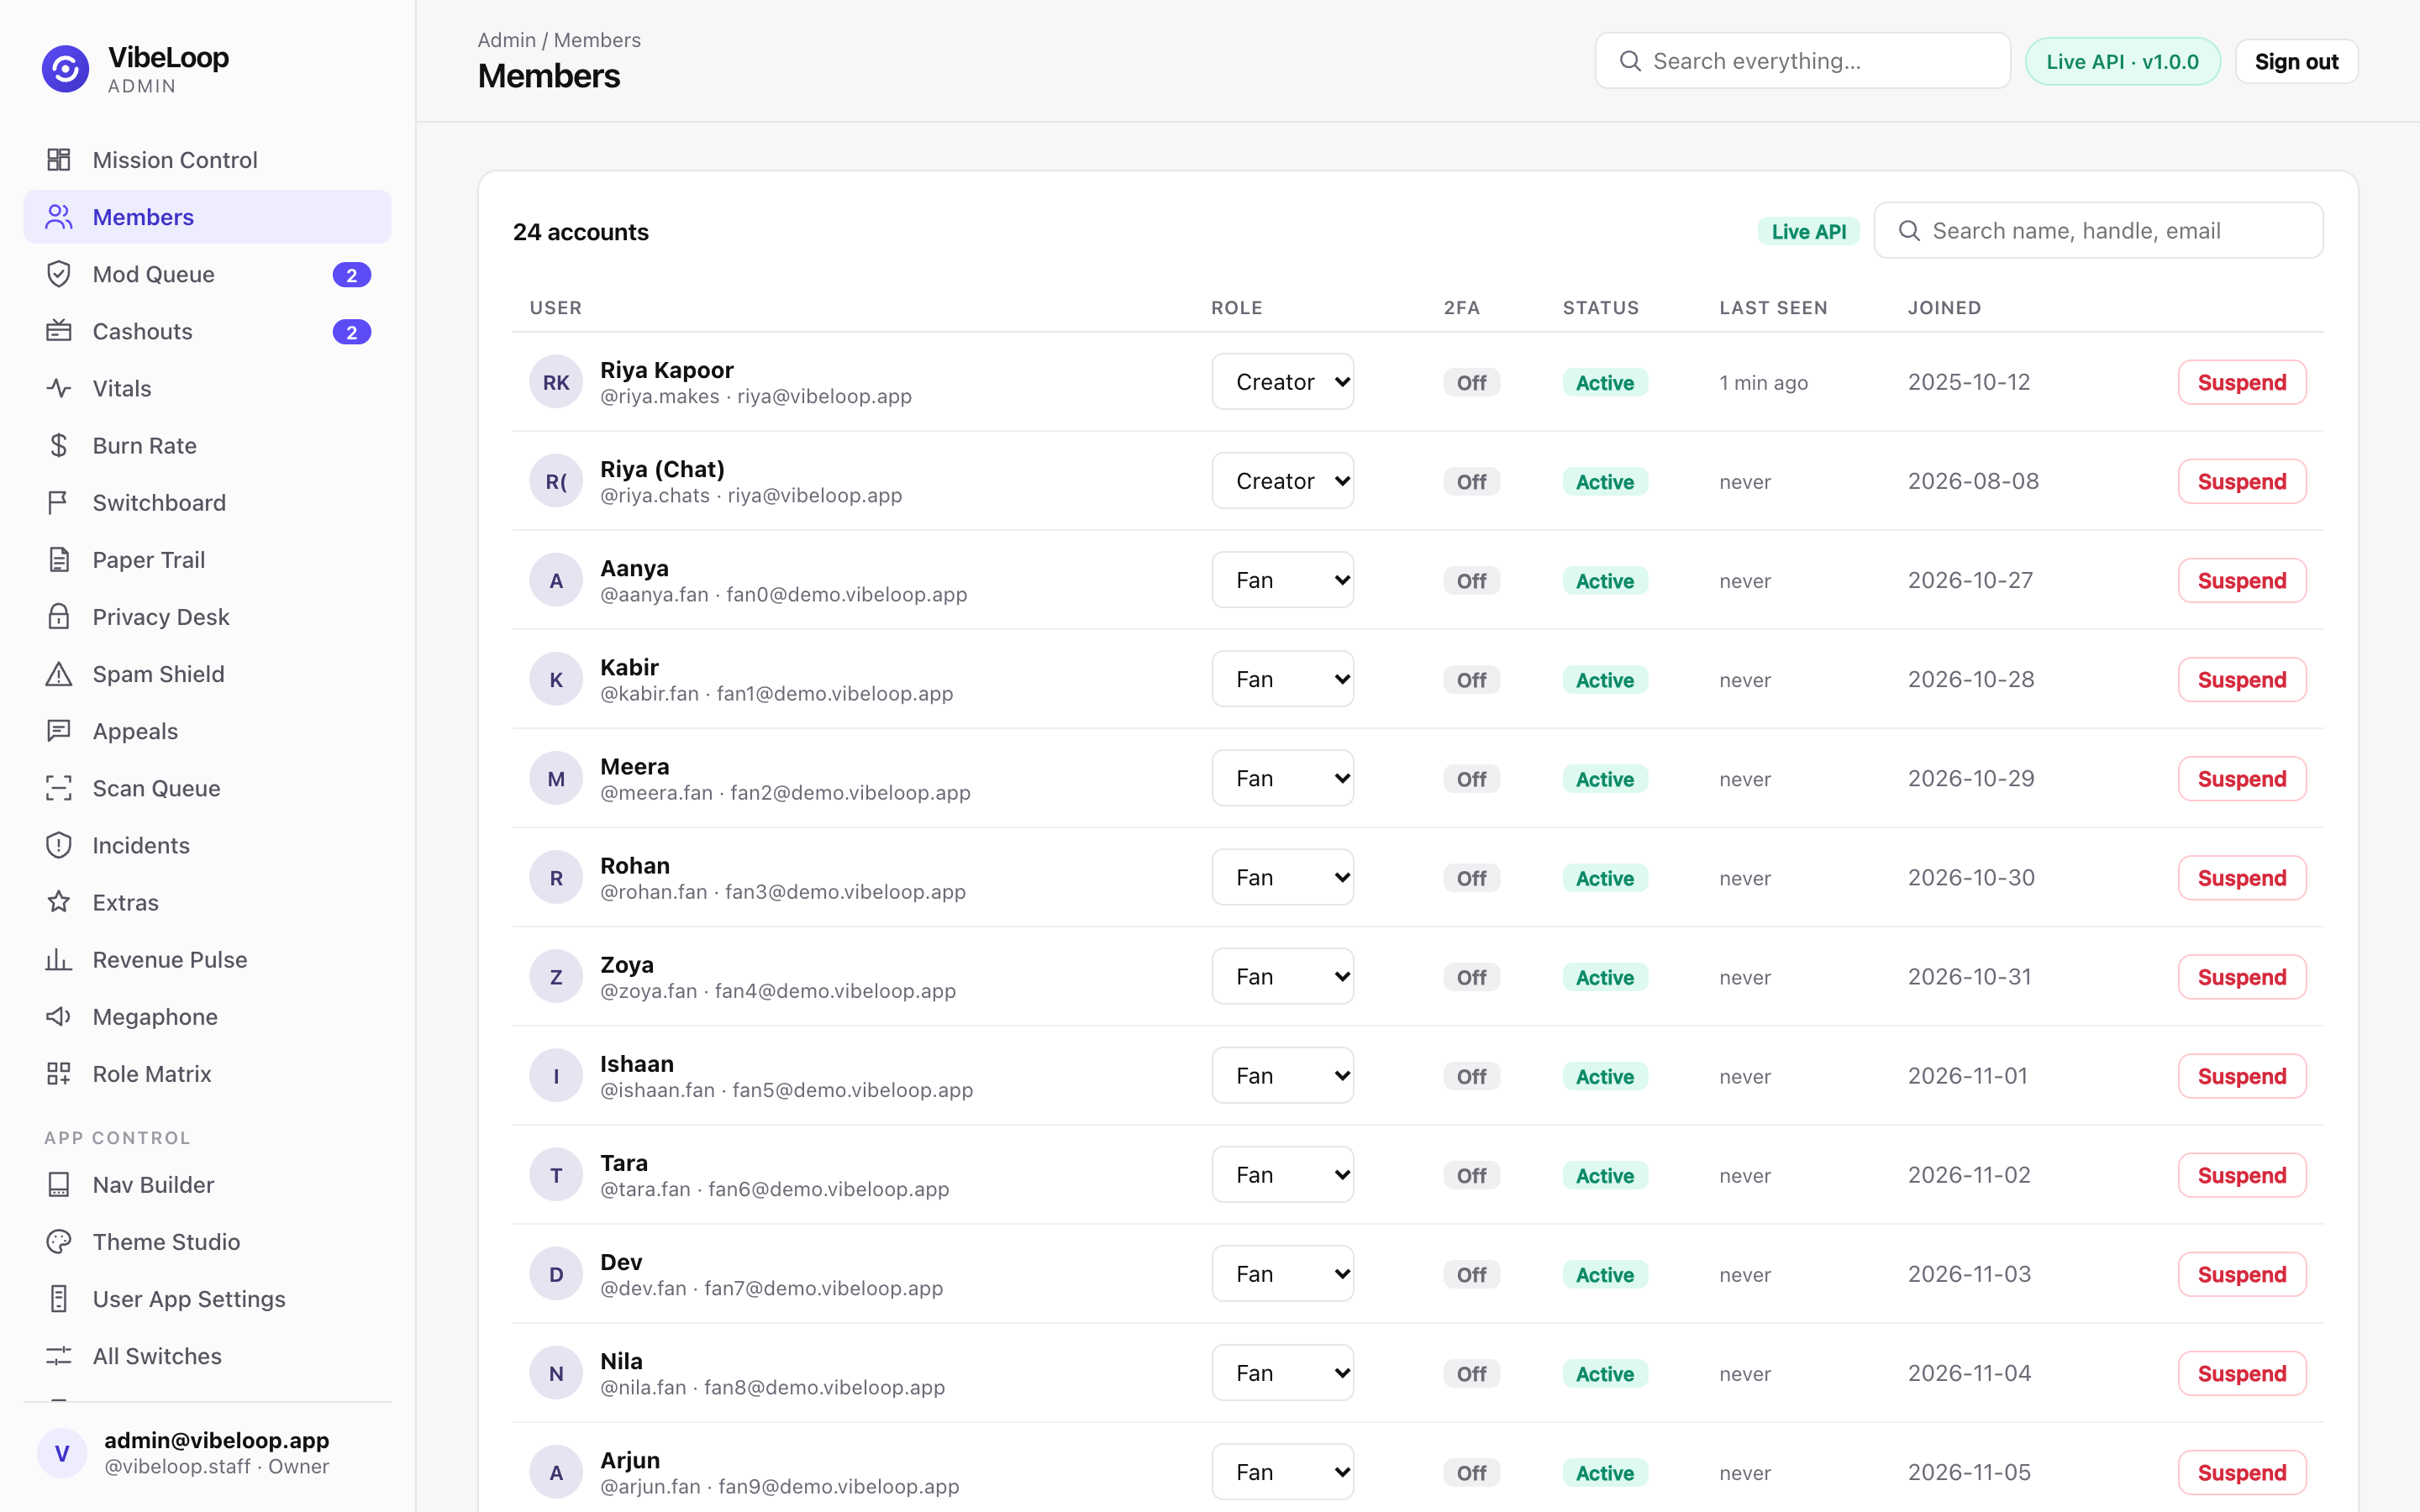 VibeLoop
ADMIN
Mission Control
Members
Mod Queue 2
Cashouts 2
Vitals
Burn Rate
Switchboard
Paper Trail
Privacy Desk
Spam Shield
Appeals
Scan Queue
Incidents
Extras
Revenue Pulse
Megaphone
Role Matrix
APP CONTROL
Nav Builder
Theme Studio
User App Settings
All Switches
V
admin@vibeloop.app
@vibeloop.staff · Owner
Admin / Members
Members
Search everything...
Live API · v1.0.0
Sign out
24 accounts
Live API
Search name, handle, email
USER ROLE 2FA STATUS LAST SEEN JOINED
RK Riya Kapoor Creator Off Active 1 min ago 2025-10-12 Suspend
@riya.makes · riya@vibeloop.app
R( Riya (Chat) Creator Off Active never 2026-08-08 Suspend
@riya.chats · riya@vibeloop.app
A Aanya Fan Off Active never 2026-10-27 Suspend
@aanya.fan · fan0@demo.vibeloop.app
K Kabir Fan Off Active never 2026-10-28 Suspend
@kabir.fan · fan1@demo.vibeloop.app
M Meera Fan Off Active never 2026-10-29 Suspend
@meera.fan · fan2@demo.vibeloop.app
R Rohan Fan Off Active never 2026-10-30 Suspend
@rohan.fan · fan3@demo.vibeloop.app
Z Zoya Fan Off Active never 2026-10-31 Suspend
@zoya.fan · fan4@demo.vibeloop.app
I Ishaan Fan Off Active never 2026-11-01 Suspend
@ishaan.fan · fan5@demo.vibeloop.app
T Tara Fan Off Active never 2026-11-02 Suspend
@tara.fan · fan6@demo.vibeloop.app
D Dev Fan Off Active never 2026-11-03 Suspend
@dev.fan · fan7@demo.vibeloop.app
N Nila Fan Off Active never 2026-11-04 Suspend
@nila.fan · fan8@demo.vibeloop.app
A Arjun Fan Off Active never 2026-11-05 Suspend
@arjun.fan · fan9@demo.vibeloop.app